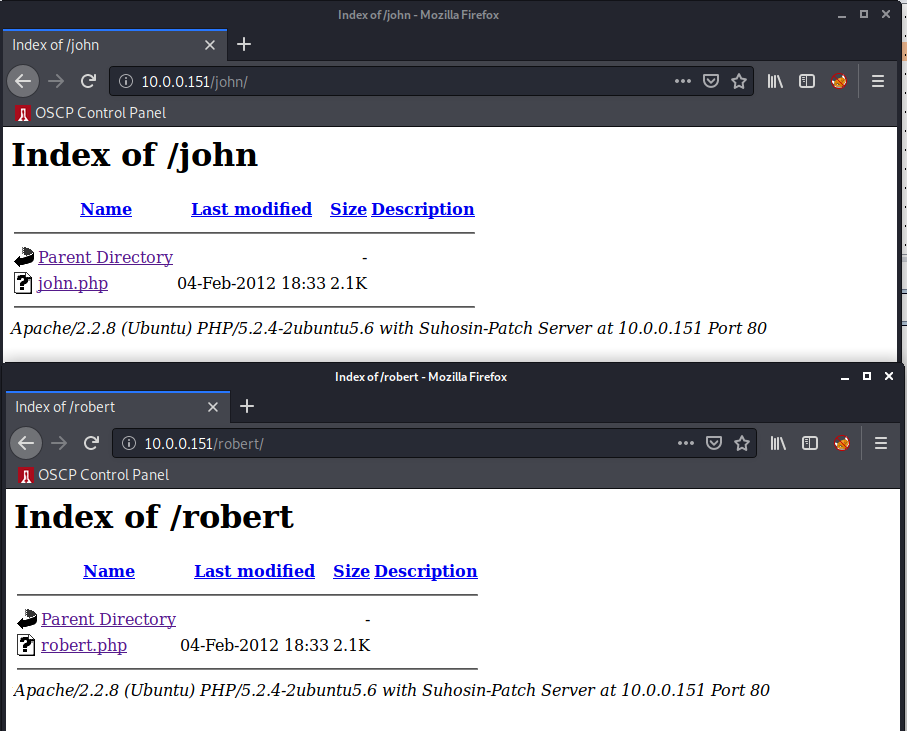 Index of /john - Mozilla Firefox
Index of /john
10.0.0.151/john/
OSCP Control Panel
Index of /john
Name Last modified Size Description
Parent Directory -
john.php 04-Feb-2012 18:33 2.1K
Apache/2.2.8 (Ubuntu) PHP/5.2.4-2ubuntu5.6 with Suhosin-Patch Server at 10.0.0.151 Port 80
Index of /robert - Mozilla Firefox
Index of /robert
10.0.0.151/robert/
OSCP Control Panel
Index of /robert
Name Last modified Size Description
Parent Directory -
robert.php 04-Feb-2012 18:33 2.1K
Apache/2.2.8 (Ubuntu) PHP/5.2.4-2ubuntu5.6 with Suhosin-Patch Server at 10.0.0.151 Port 80